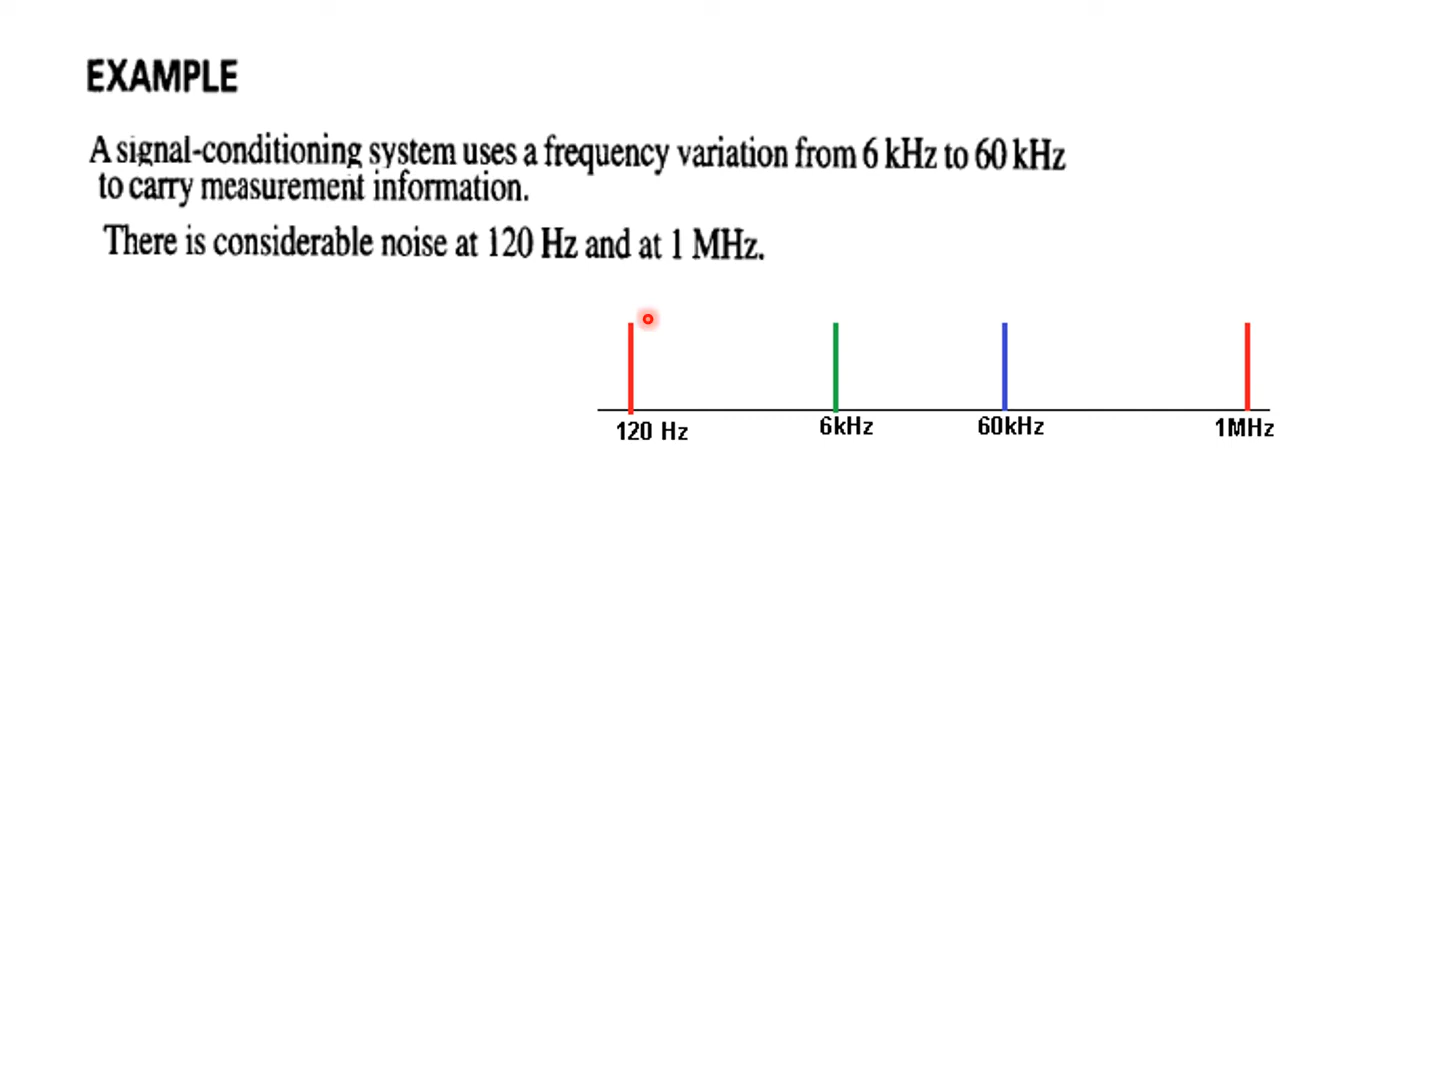 EXAMPLE
A signal-conditioning system uses a frequency variation from 6 kHz to 60 kHz
to carry measurement information.
There is considerable noise at 120 Hz and at 1 MHz.
120 Hz 6kHz 60kHz 1MHz